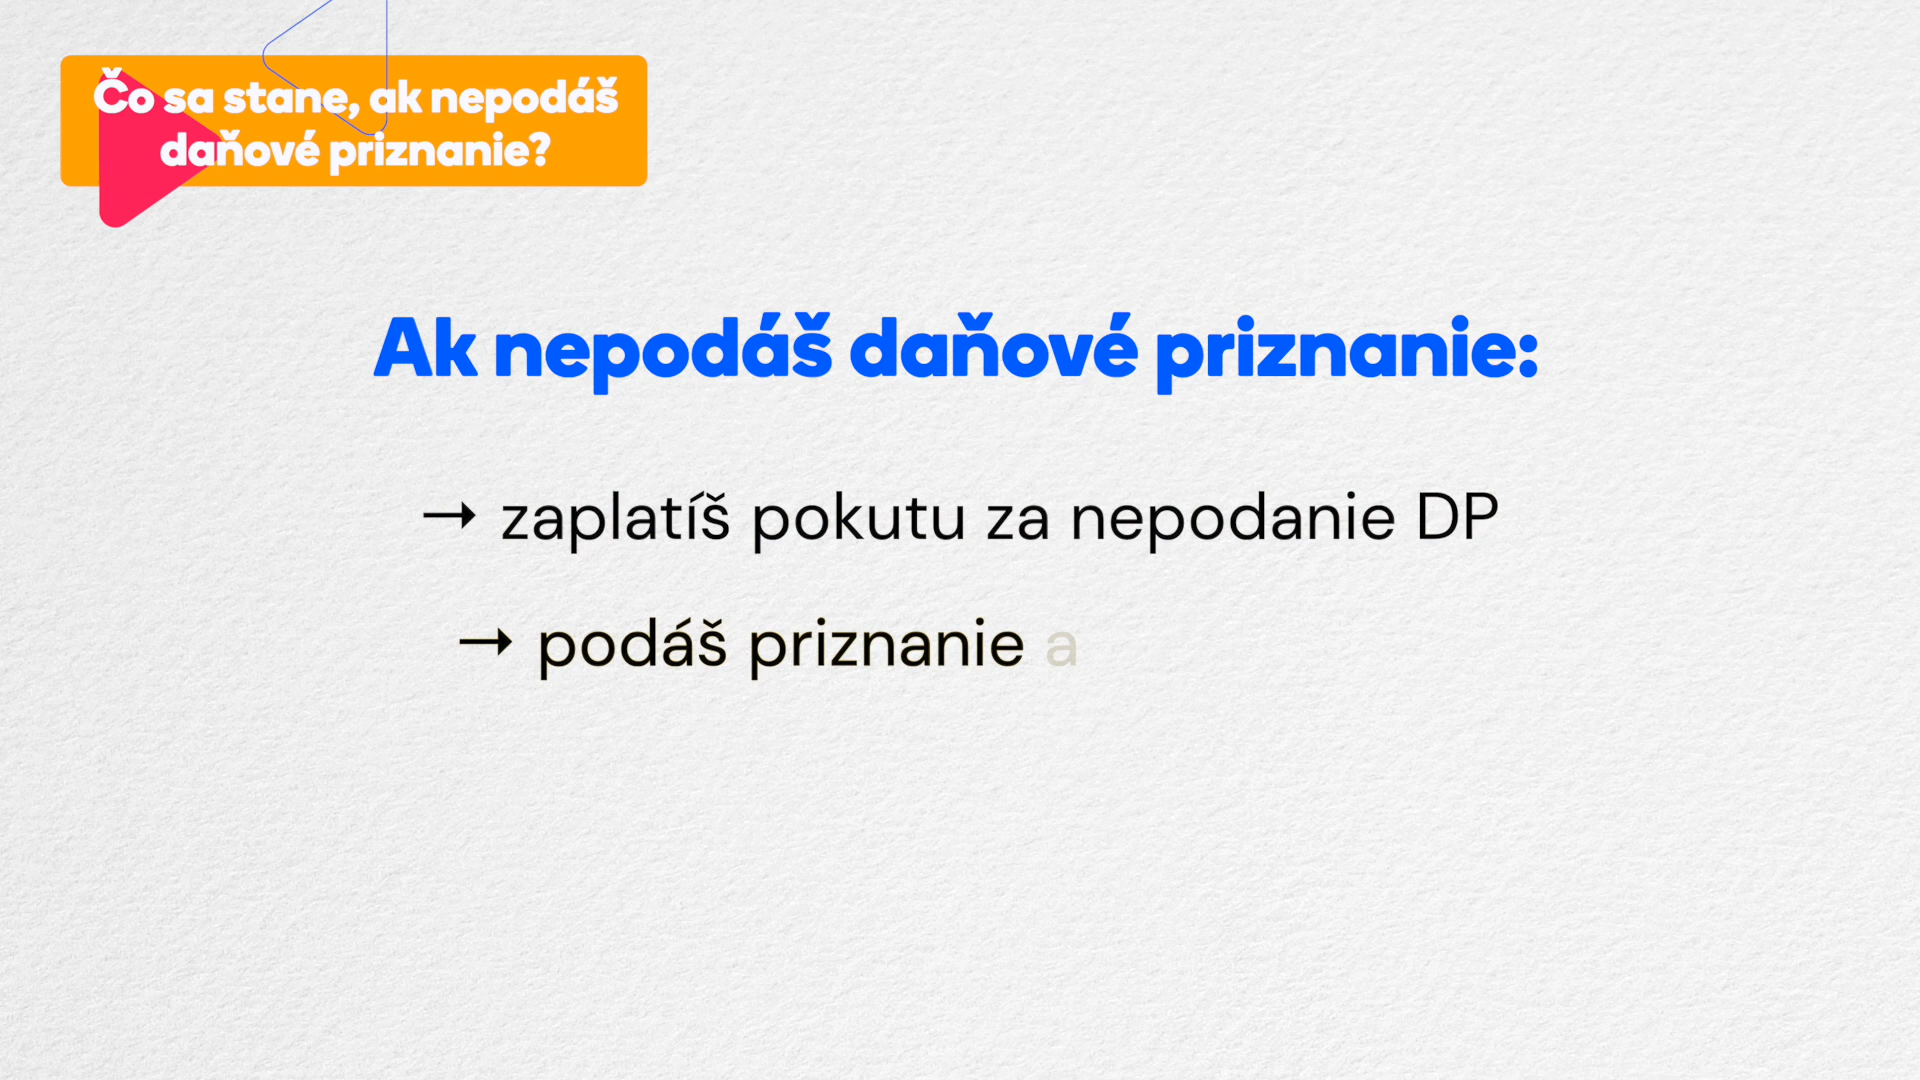 Čo sa stane, ak nepodáš
daňové priznanie?
Ak nepodáš daňové priznanie:
→ zaplatíš pokutu za nepodanie DP
→ podáš priznanie a